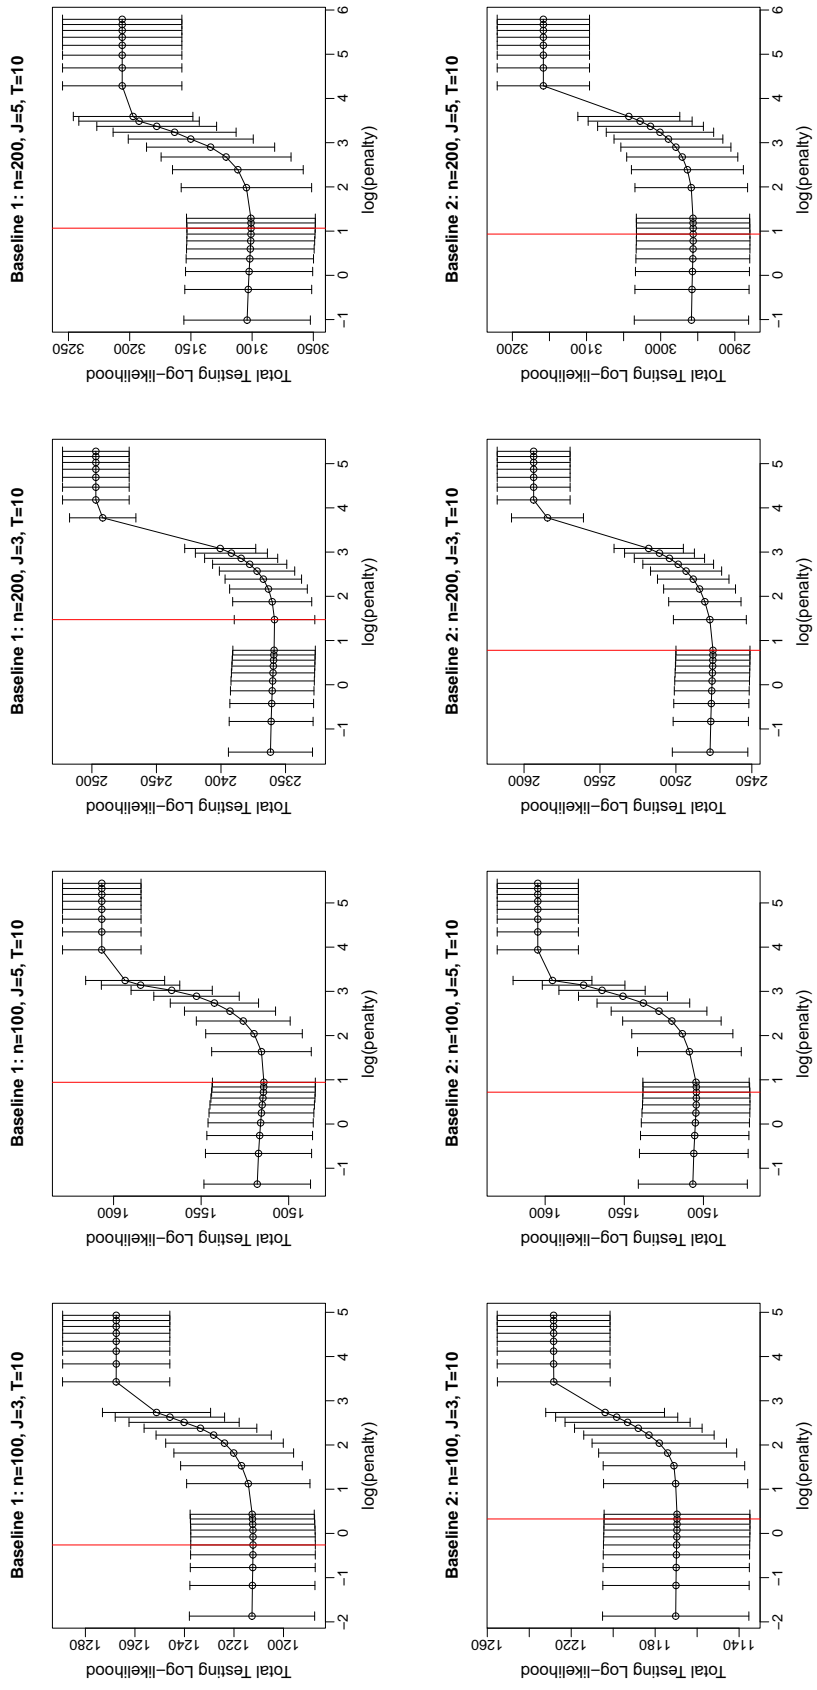 Baseline 1: n=200, J=5, T=10
Total Testing Log−likelihood
3250 3200 3150 3100 3050
−1 0 1 2 3 4 5 6
log(penalty)
Baseline 2: n=200, J=5, T=10
Total Testing Log−likelihood
3200 3100 3000 2900
−1 0 1 2 3 4 5 6
log(penalty)
Baseline 1: n=200, J=3, T=10
Total Testing Log−likelihood
2500 2450 2400 2350
−1 0 1 2 3 4 5
log(penalty)
Baseline 2: n=200, J=3, T=10
Total Testing Log−likelihood
2600 2550 2500 2450
−1 0 1 2 3 4 5
log(penalty)
Baseline 1: n=100, J=5, T=10
Total Testing Log−likelihood
1600 1550 1500
−1 0 1 2 3 4 5
log(penalty)
Baseline 2: n=100, J=5, T=10
Total Testing Log−likelihood
1600 1550 1500
−1 0 1 2 3 4 5
log(penalty)
Baseline 1: n=100, J=3, T=10
Total Testing Log−likelihood
1280 1260 1240 1220 1200
−2 −1 0 1 2 3 4 5
log(penalty)
Baseline 2: n=100, J=3, T=10
Total Testing Log−likelihood
1260 1220 1180 1140
−2 −1 0 1 2 3 4 5
log(penalty)